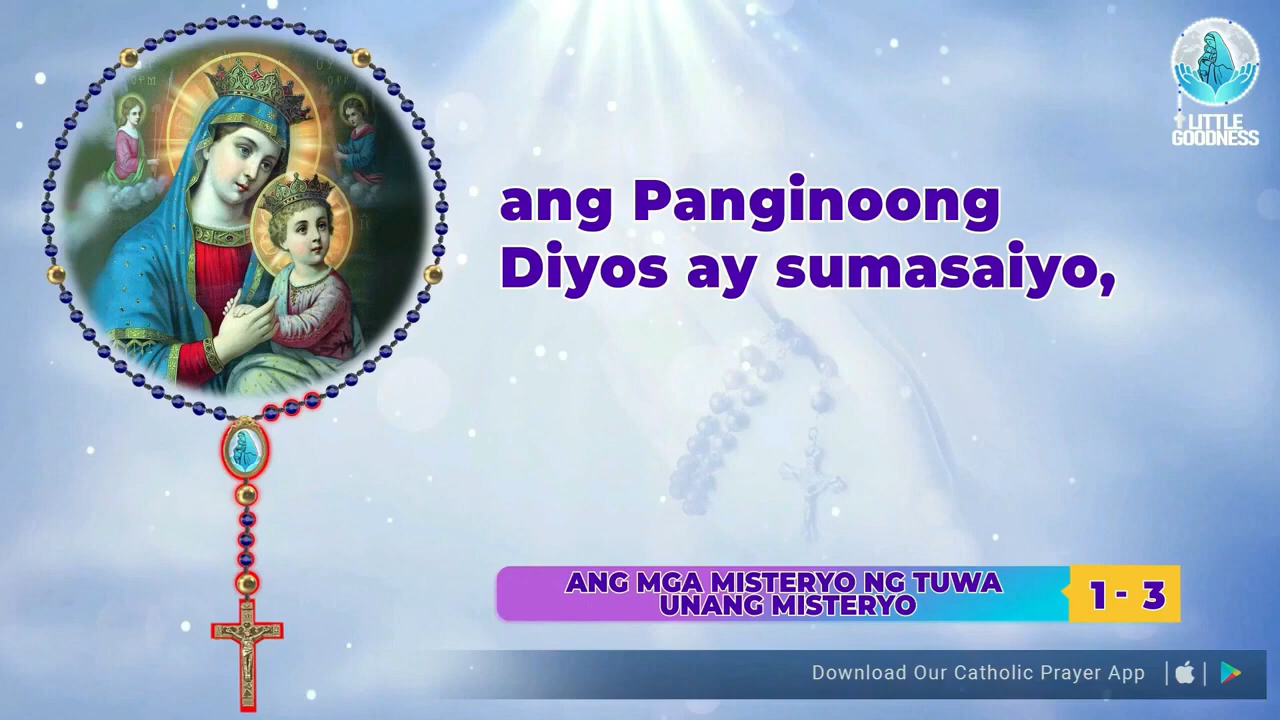 LITTLE
GOODNESS
ang Panginoong
Diyos ay sumasaiyo,
ANG MGA MISTERYO NG TUWA
UNANG MISTERYO
1 - 3
Download Our Catholic Prayer App